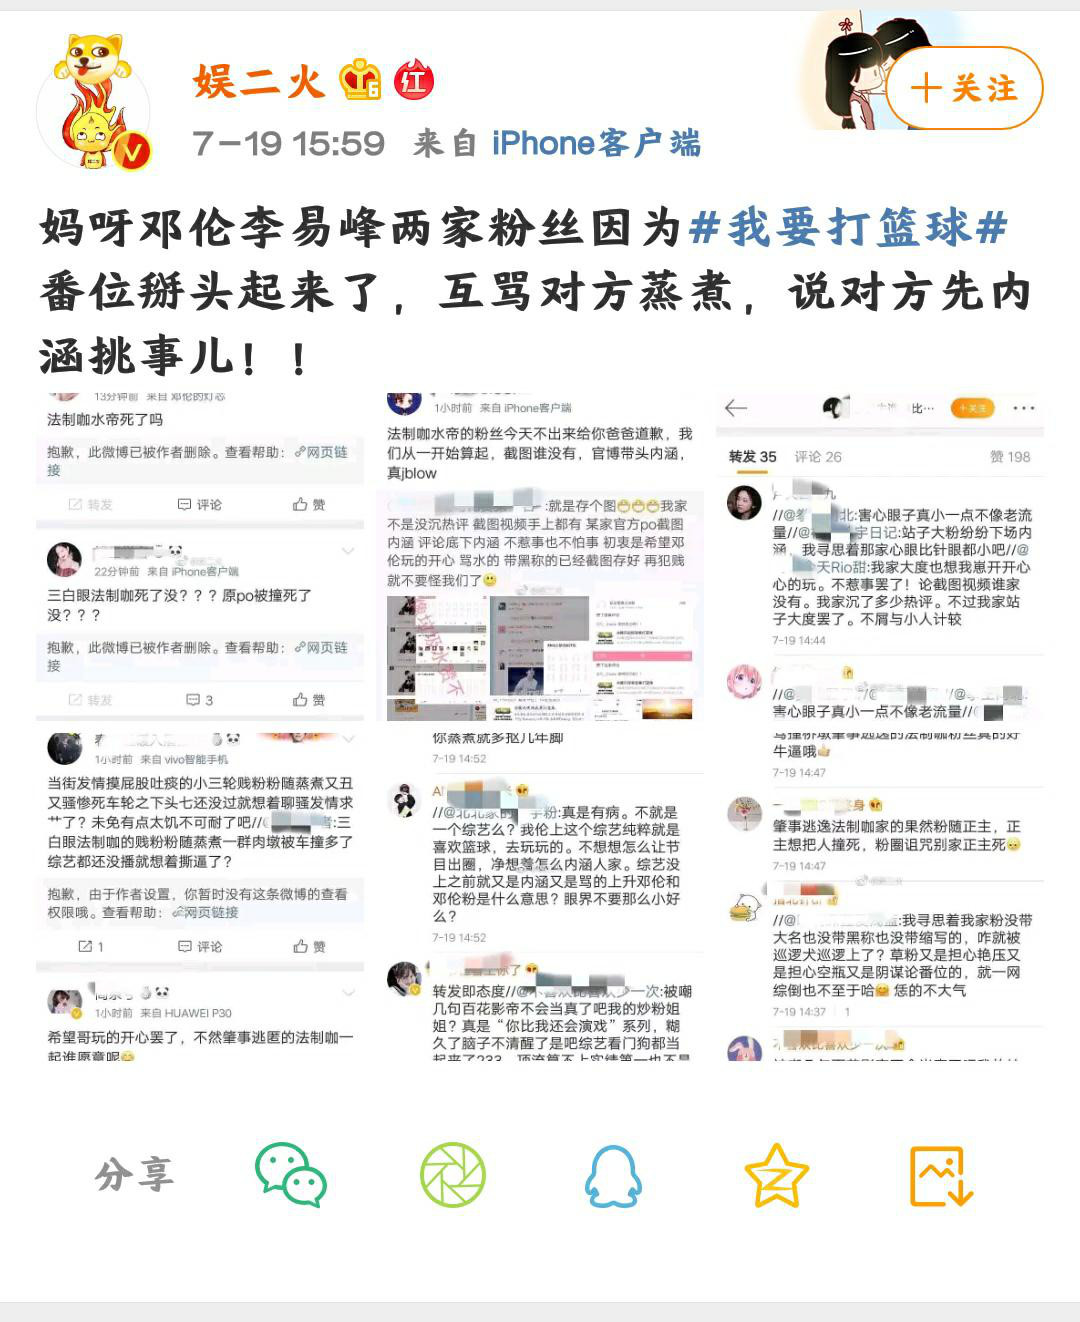 娱二火
红
+关注
7-19 15:59 来自 iPhone客户端
妈呀邓伦李易峰两家粉丝因为#我要打篮球#
番位掰头起来了，互骂对方蒸煮，说对方先内
涵挑事儿！！
13分钟前 来自 邓伦的灯芯
法制咖水帝死了吗
抱歉，此微博已被作者删除。查看帮助：网页链
接
转发 评论 赞
22分钟前 来自 iPhone客户端
三白眼法制咖死了没？？？原po被撞死了
没？？？
抱歉，此微博已被作者删除。查看帮助：网页链
接
转发 3 赞
1小时前 来自 vivo智能手机
当街发情摸屁股吐痰的小三轮贱粉粉随蒸煮又丑
又骚惨死车轮之下头七还没过就想着聊骚发情求
艹了？未免有点太饥不可耐了吧//@ :三
白眼法制咖的贱粉粉随蒸煮一群肉墩被车撞多了
综艺都还没播就想着撕逼了？
抱歉，由于作者设置，你暂时没有这条微博的查看
权限哦。查看帮助：网页链接
1 评论 赞
1小时前 来自 HUAWEI P30
希望哥玩的开心罢了，不然肇事逃匿的法制咖一
起谁愿意呢
1小时前 来自 iPhone客户端
法制咖水帝的粉丝今天不出来给你爸爸道歉，我
们从一开始算起，截图谁没有，官博带头内涵，
真jblow
:就是存个图我家
不是没沉热评 截图视频手上都有 某家官方po截图
内涵 评论底下内涵 不惹事也不怕事 初衷是希望邓
伦玩的开心 骂水的 带黑称的已经截图存好 再犯贱
就不要怪我们了
你蒸煮就多抠几年脚
7-19 14:52
//@北北家的 字粉:真是有病。不就是
一个综艺么？我伦上这个综艺纯粹就是
喜欢篮球，去玩玩的。不想想怎么让节
目出圈，净想着怎么内涵人家。综艺没
上之前就又是内涵又是骂的上升邓伦和
邓伦粉是什么意思？眼界不要那么小好
么？
7-19 14:52
转发即态度//@不喜欢比喜欢少一次:被嘲
几句百花影帝不会当真了吧我的炒粉姐
姐？真是“你比我还会演戏”系列，糊
久了脑子不清醒了是吧综艺看门狗都当
起来了233，顶流算不上实绩第一也不是
比… +关注
转发 35 评论 26 赞 198
//@ 北:害心眼子真小一点不像老流
量//@ 宇日记:站子大粉纷纷下场内
涵，我寻思着那家心眼比针眼都小吧//@
天Rio甜:我家大度也想我崽开开心
心的玩。不惹事罢了！论截图视频谁家
没有。我家沉了多少热评。不过我家站
子大度罢了。不屑与小人计较
7-19 14:44
//@ //@ //@
害心眼子真小一点不像老流量//@
牛逼哦
7-19 14:47
肇事逃逸法制咖家的果然粉随正主，正
主想把人撞死，粉圈诅咒别家正主死
7-19 14:47
//@ :我寻思着我家粉没带
大名也没带黑称也没带缩写的，咋就被
巡逻犬巡逻上了？草粉又是担心艳压又
是担心空瓶又是阴谋论番位的，就一网
综倒也不至于哈 恁的不大气
7-19 14:37 1
分享